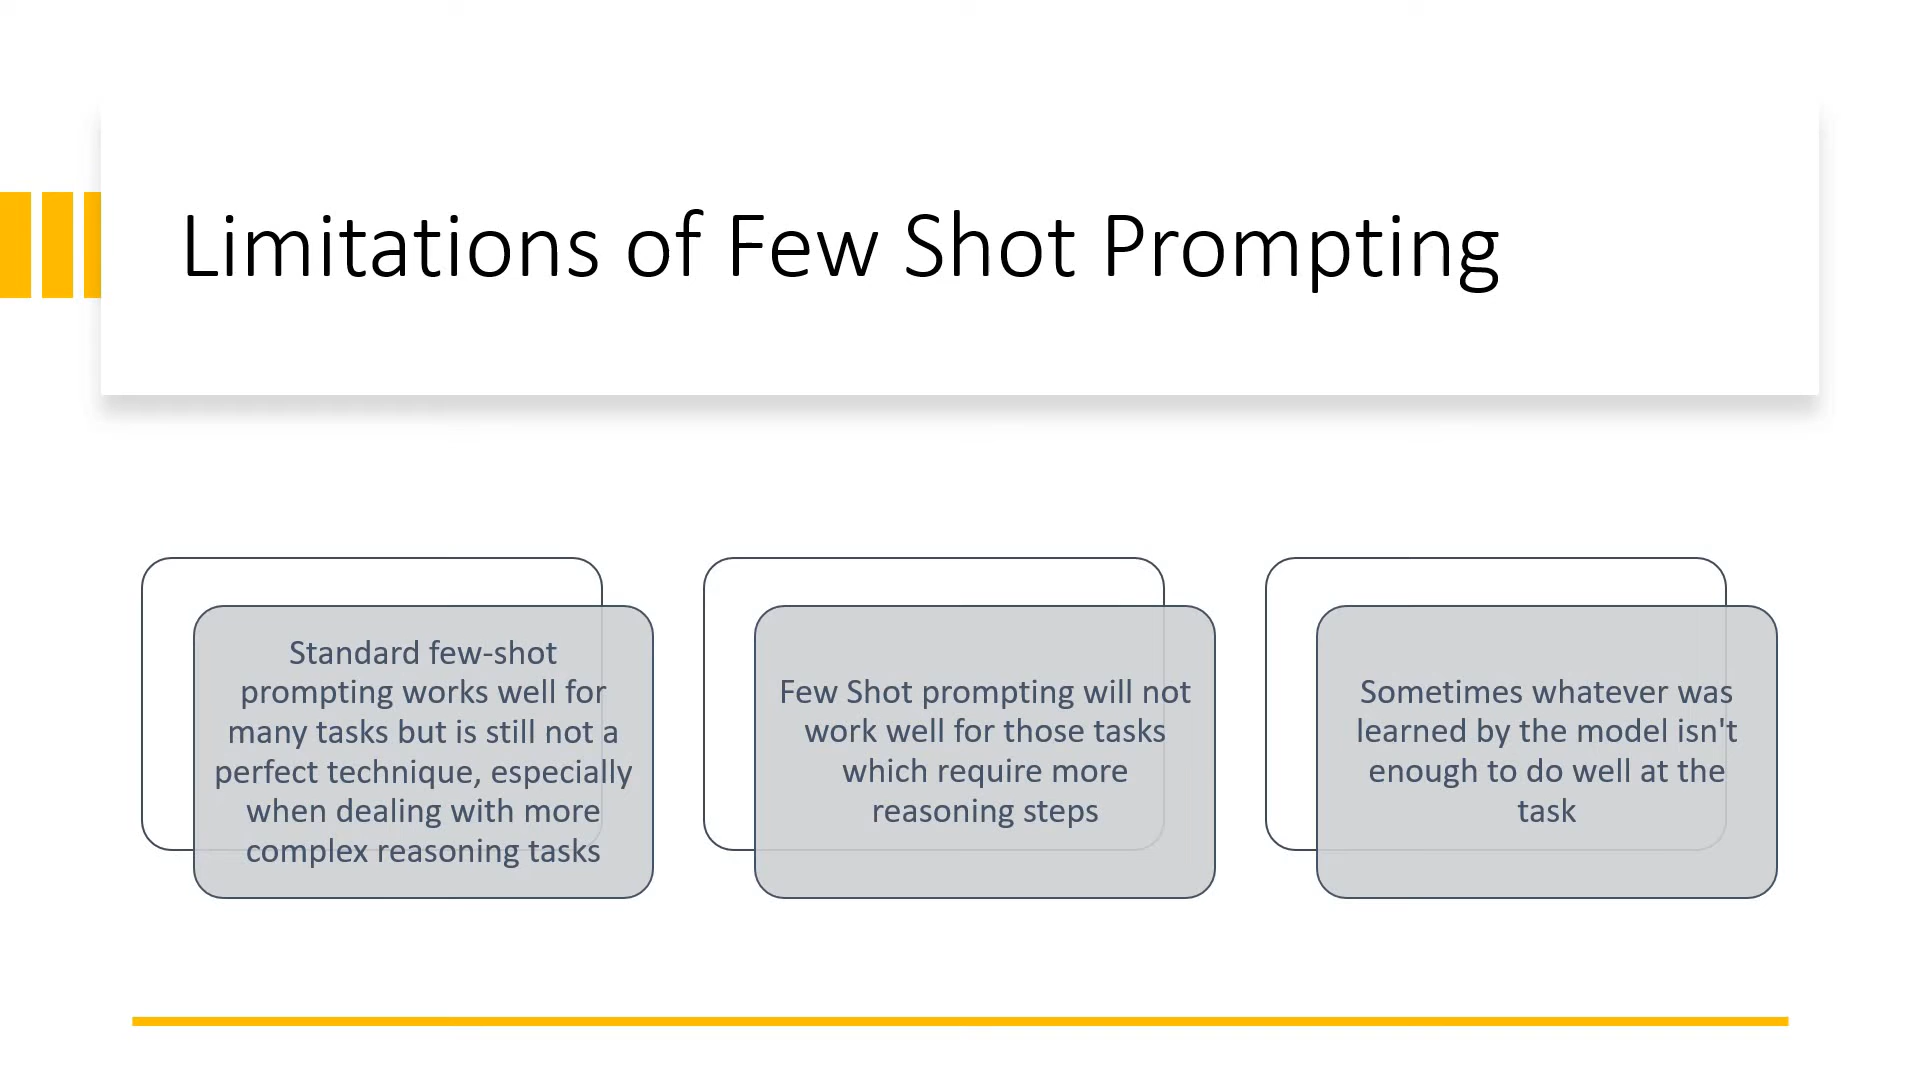 Limitations of Few Shot Prompting
Standard few-shot
prompting works well for
many tasks but is still not a
perfect technique, especially
when dealing with more
complex reasoning tasks
Few Shot prompting will not
work well for those tasks
which require more
reasoning steps
Sometimes whatever was
learned by the model isn't
enough to do well at the
task